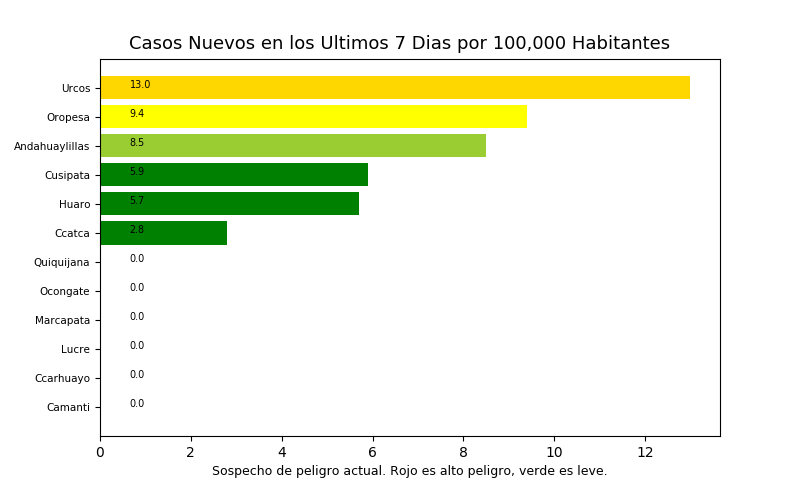 Casos Nuevos en los Ultimos 7 Dias por 100,000 Habitantes
Urcos 13.0
Oropesa 9.4
Andahuaylillas 8.5
Cusipata 5.9
Huaro 5.7
Ccatca 2.8
Quiquijana 0.0
Ocongate 0.0
Marcapata 0.0
Lucre 0.0
Ccarhuayo 0.0
Camanti 0.0
0 2 4 6 8 10 12
Sospecho de peligro actual. Rojo es alto peligro, verde es leve.